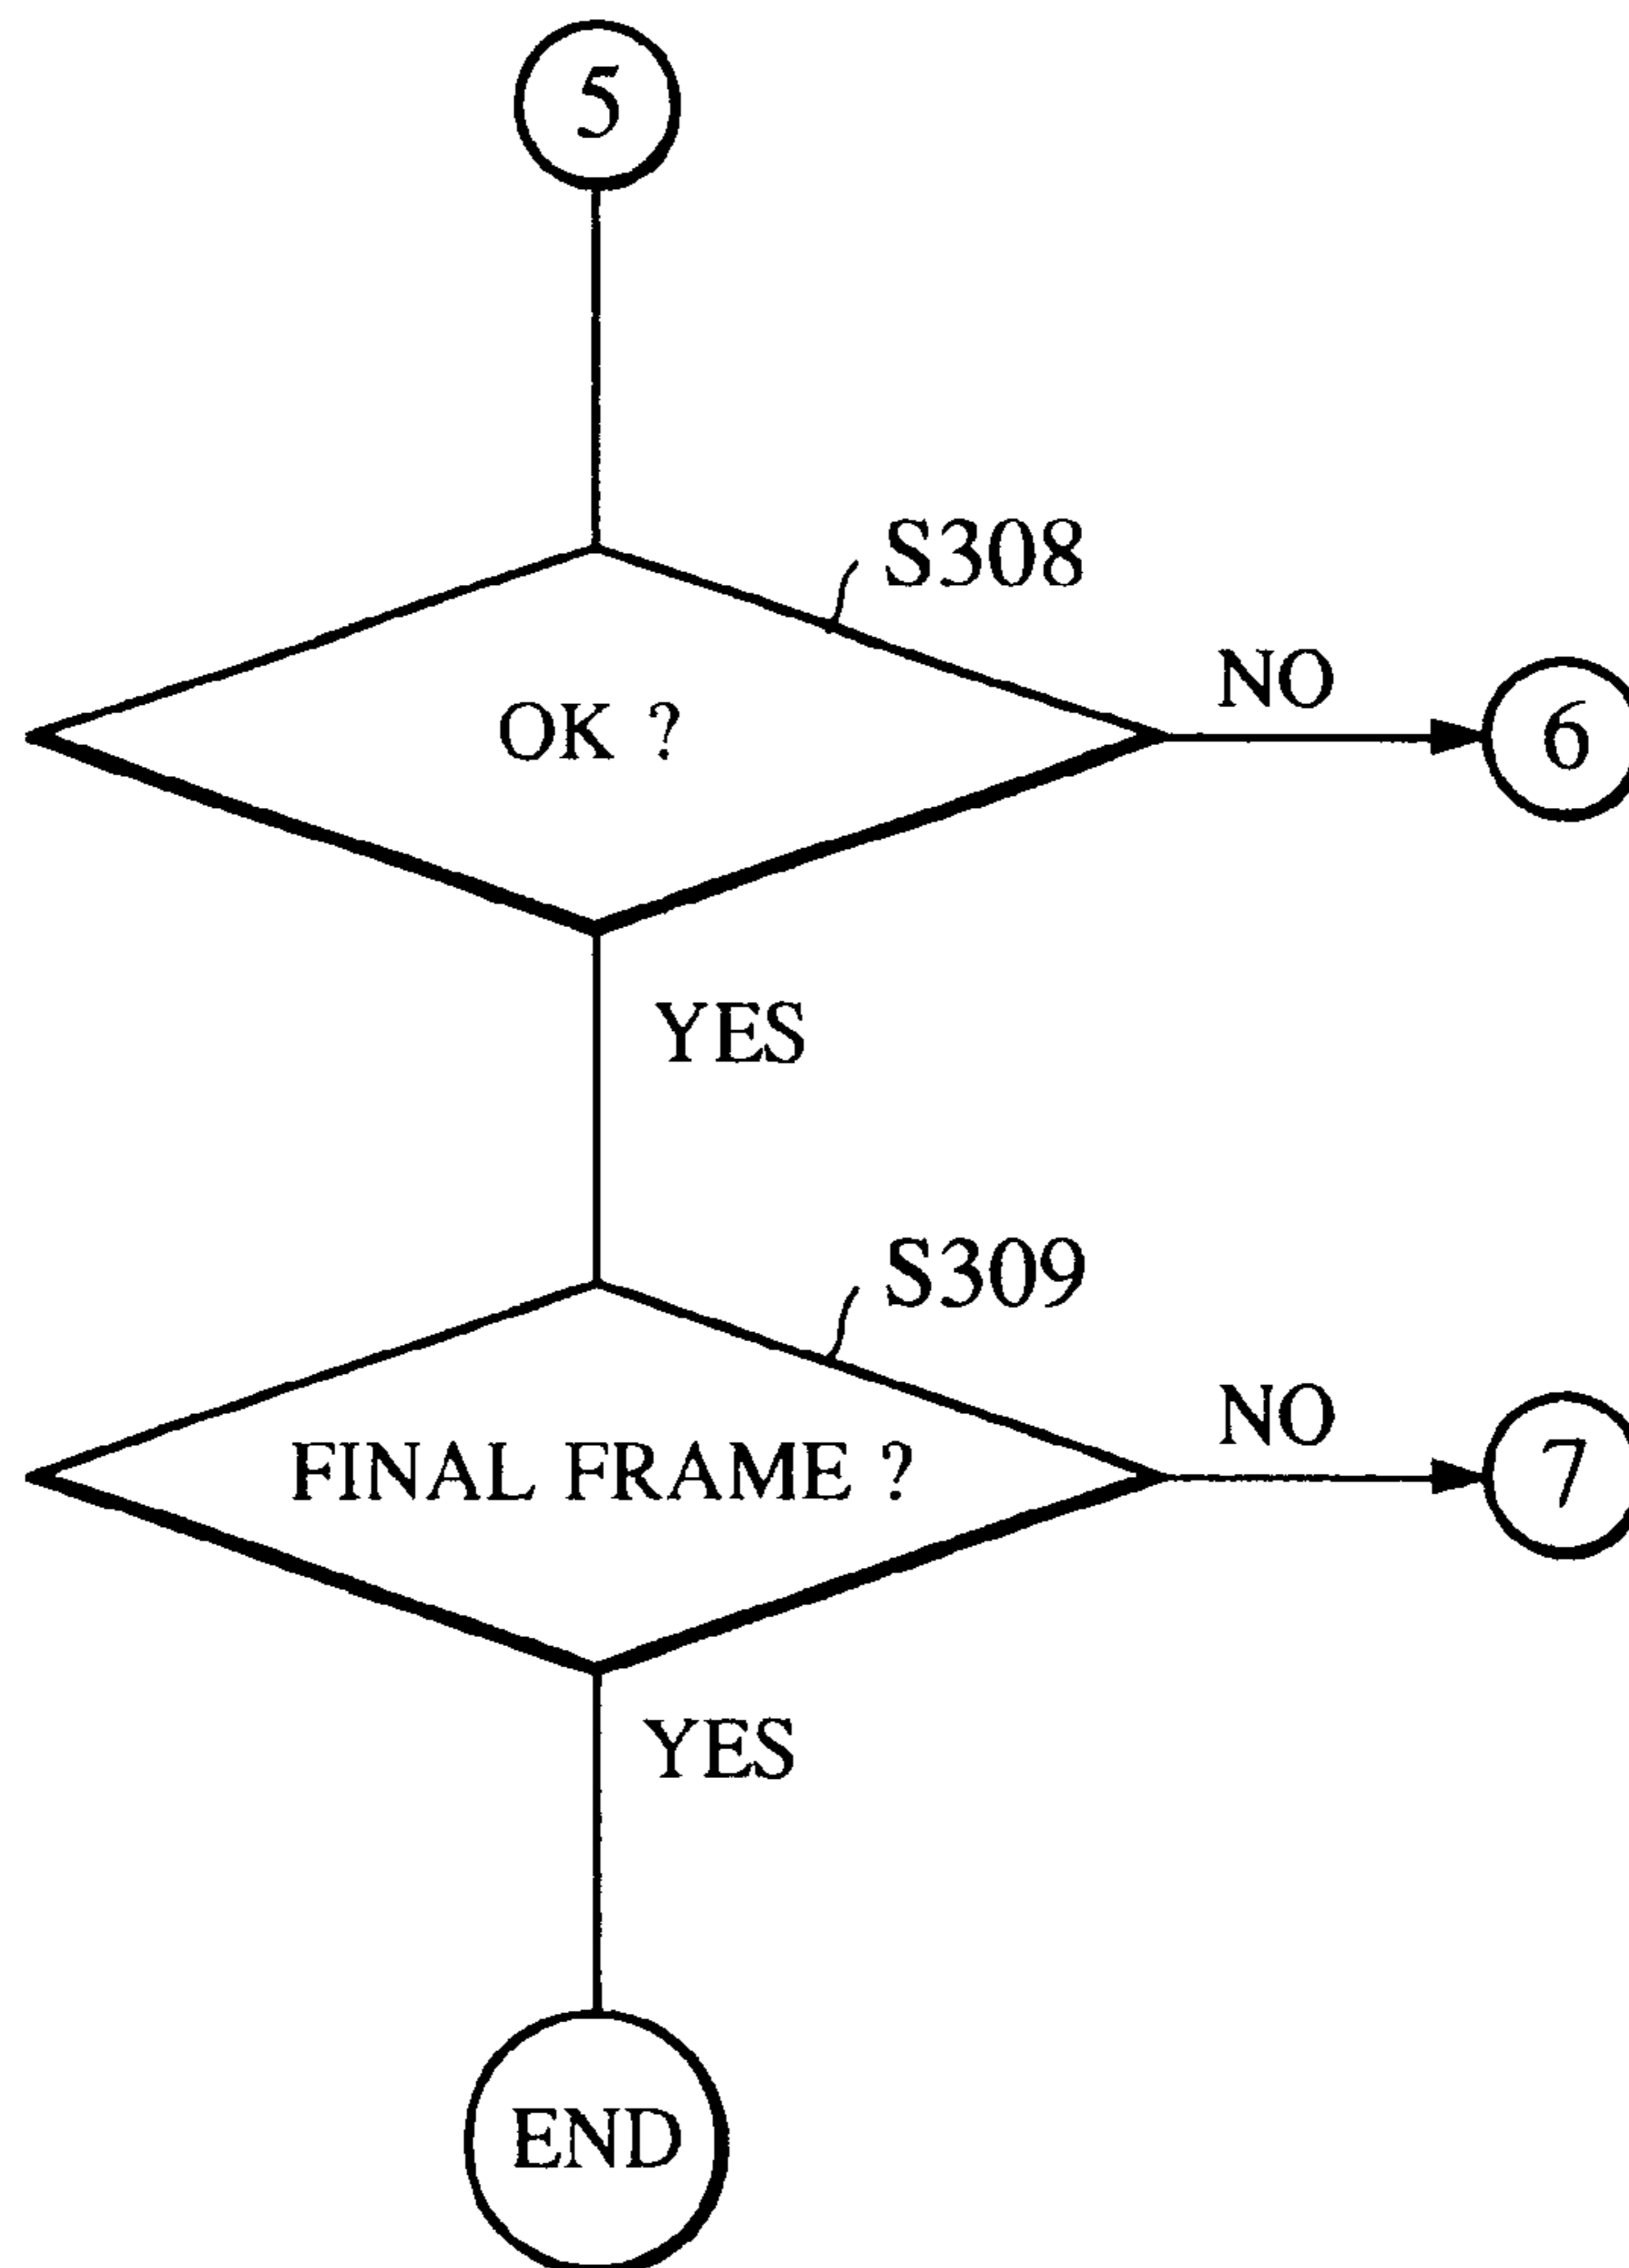 5
S308
OK ?
NO
6
YES
S309
FINAL FRAME ?
NO
7
YES
END